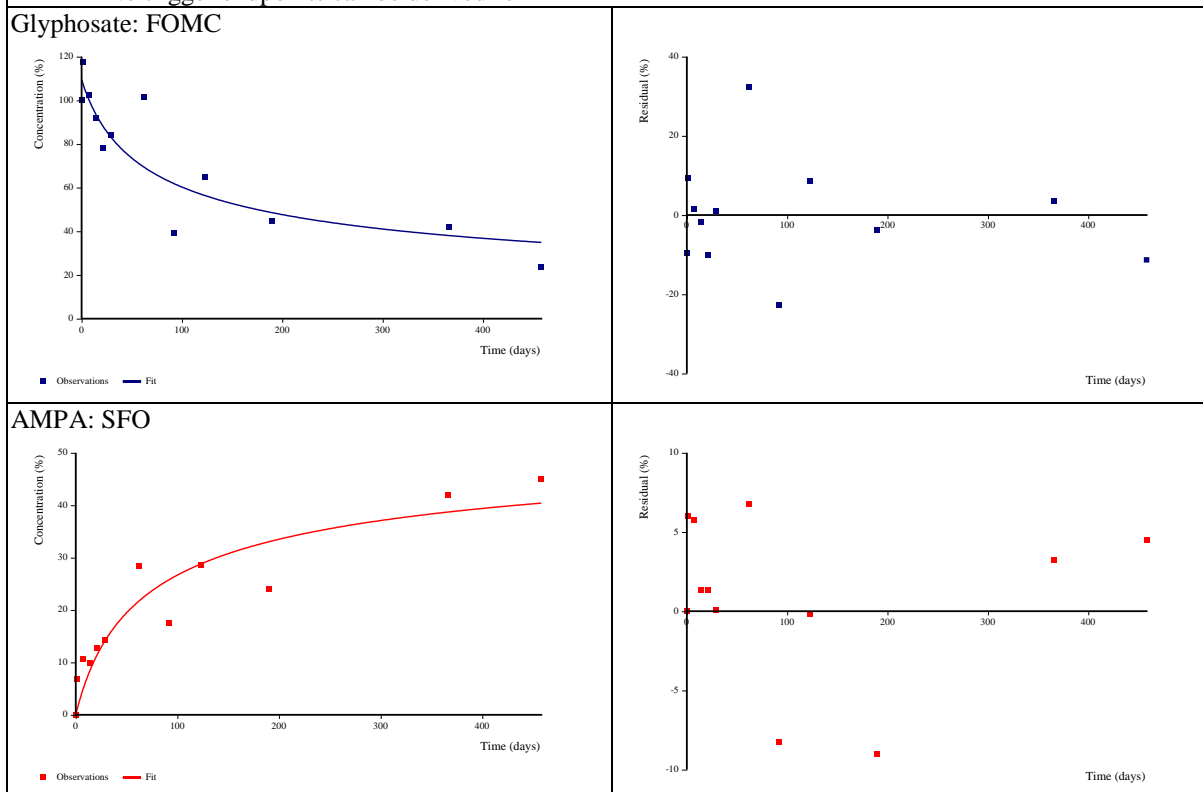 Glyphosate: FOMC
Concentration (%)
120
100
80
60
40
20
0
0 100 200 300 400
Time (days)
Observations Fit
Residual (%)
40
20
0
-20
-40
0 100 200 300 400
Time (days)
AMPA: SFO
Concentration (%)
50
40
30
20
10
0
0 100 200 300 400
Time (days)
Observations Fit
Residual (%)
10
5
0
-5
-10
0 100 200 300 400
Time (days)